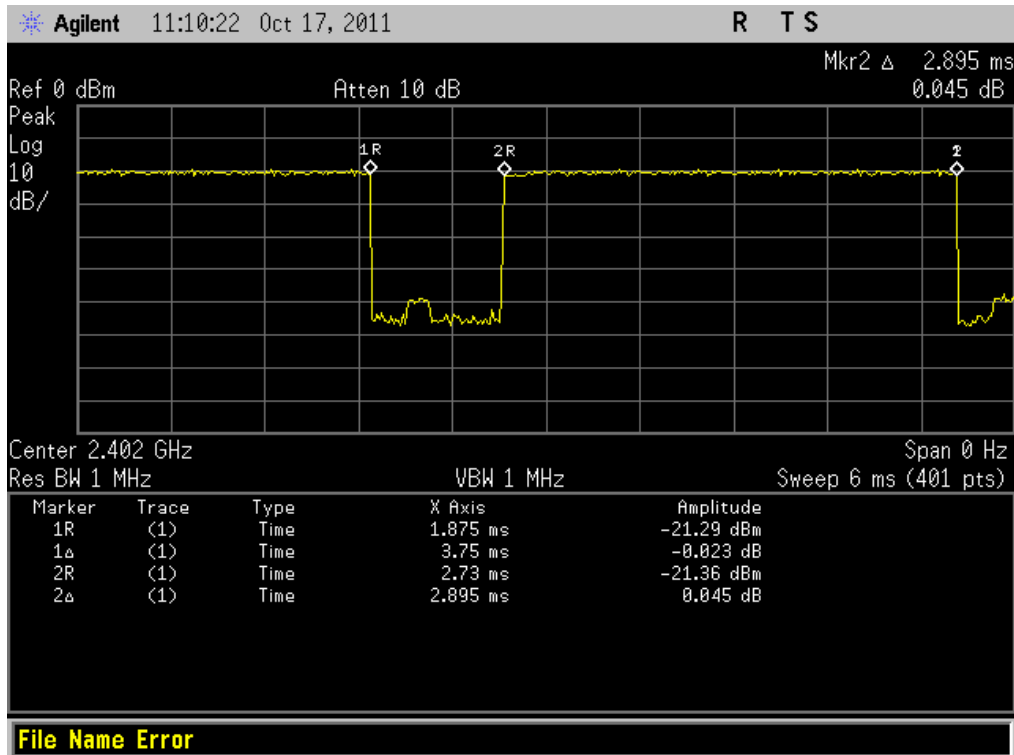 Agilent 11:10:22 Oct 17, 2011 R T S
Mkr2 Δ 2.895 ms
Ref 0 dBm Atten 10 dB 0.045 dB
Peak
Log
10
dB/
1R
2R
Center 2.402 GHz Span 0 Hz
Res BW 1 MHz VBW 1 MHz Sweep 6 ms (401 pts)
Marker Trace Type X Axis Amplitude
1R (1) Time 1.875 ms -21.29 dBm
1Δ (1) Time 3.75 ms -0.023 dB
2R (1) Time 2.73 ms -21.36 dBm
2Δ (1) Time 2.895 ms 0.045 dB
File Name Error